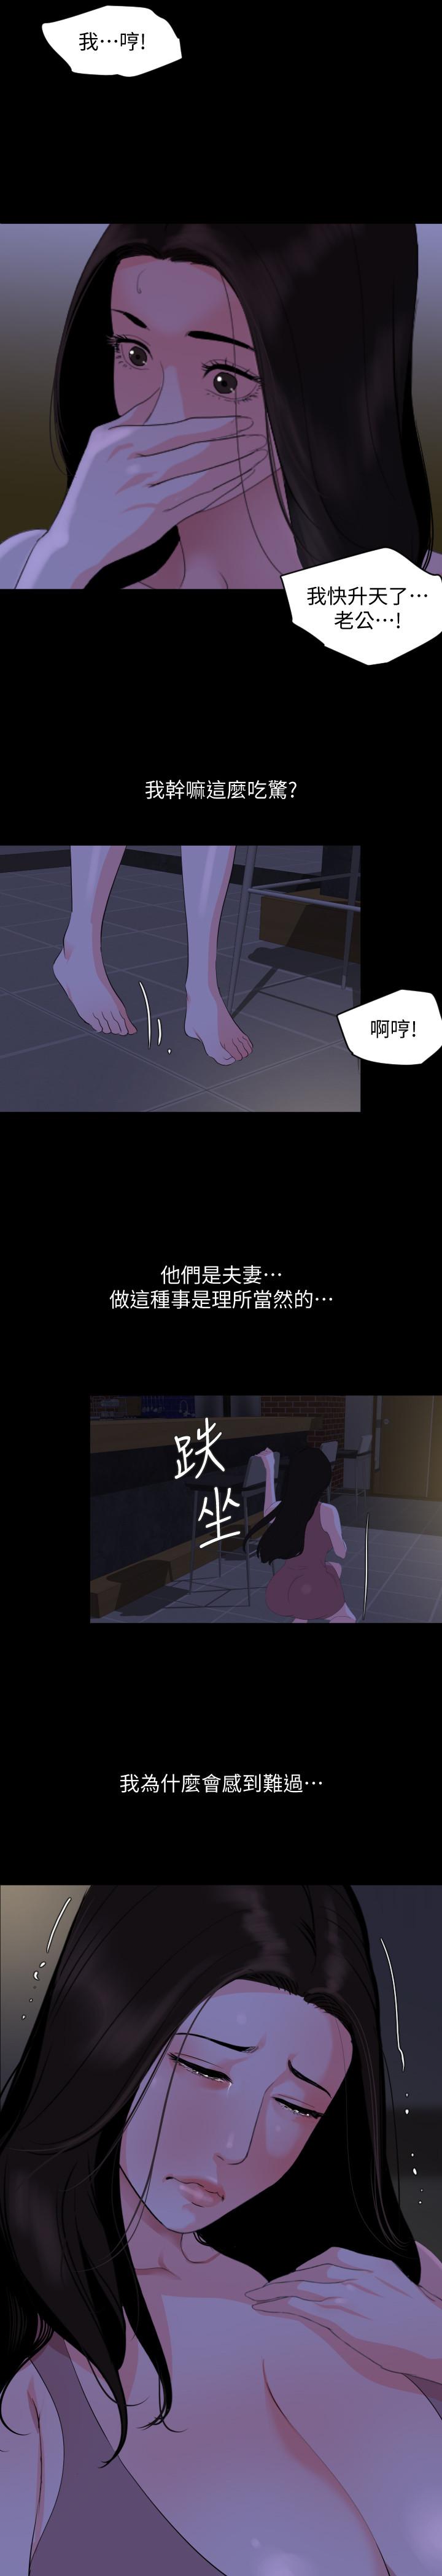 我⋯哼!
我快升天了⋯
老公⋯!
我幹嘛這麼吃驚?
啊哼!
他們是夫妻⋯
做這種事是理所當然的⋯
跌
坐
我為什麼會感到難過⋯